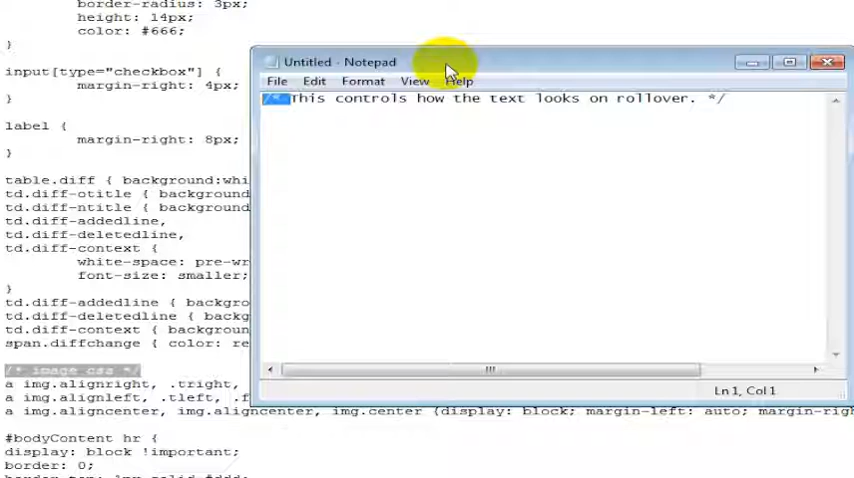 border-radius: 3px;
height: 14px;
color: #666;
}
input[type="checkbox"] {
margin-right: 4px;
}
label {
margin-right: 8px;
}
table.diff { background:whi
td.diff-otitle { background
td.diff-ntitle { background
td.diff-addedline,
td.diff-deletedline,
td.diff-context {
white-space: pre-wr
font-size: smaller;
}
td.diff-addedline { backgro
td.diff-deletedline { backg
td.diff-context { backgroun
span.diffchange { color: re
/* image css */
a img.alignright, .tright, 
a img.alignleft, .tleft, .f
a img.aligncenter, img.aligncenter, img.center {display: block; margin-left: auto; margin-righ
#bodyContent hr {
display: block !important;
border: 0;
Untitled - Notepad
File Edit Format View Help
/* This controls how the text looks on rollover. */
Ln 1, Col 1